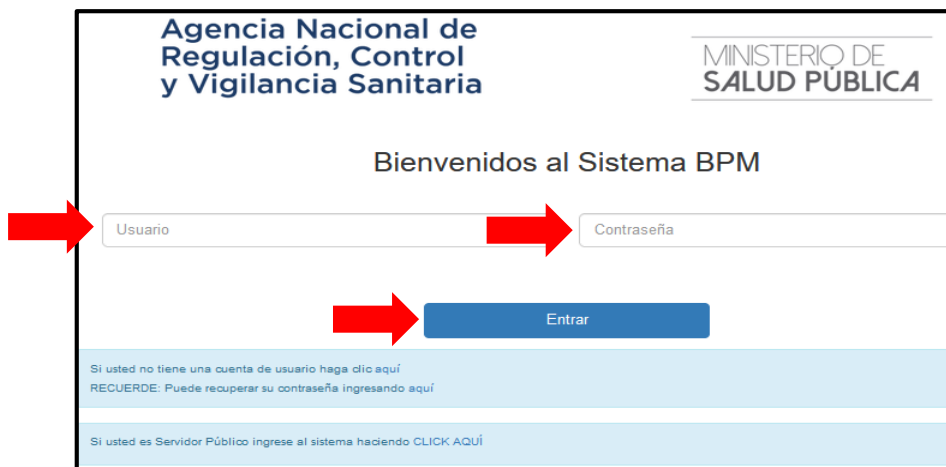 Agencia Nacional de
Regulación, Control
y Vigilancia Sanitaria
MINISTERIO DE
SALUD PÚBLICA
Bienvenidos al Sistema BPM
Usuario
Contraseña
Entrar
Si usted no tiene una cuenta de usuario haga clic aquí
RECUERDE: Puede recuperar su contraseña ingresando aquí
Si usted es Servidor Público ingrese al sistema haciendo CLICK AQUÍ